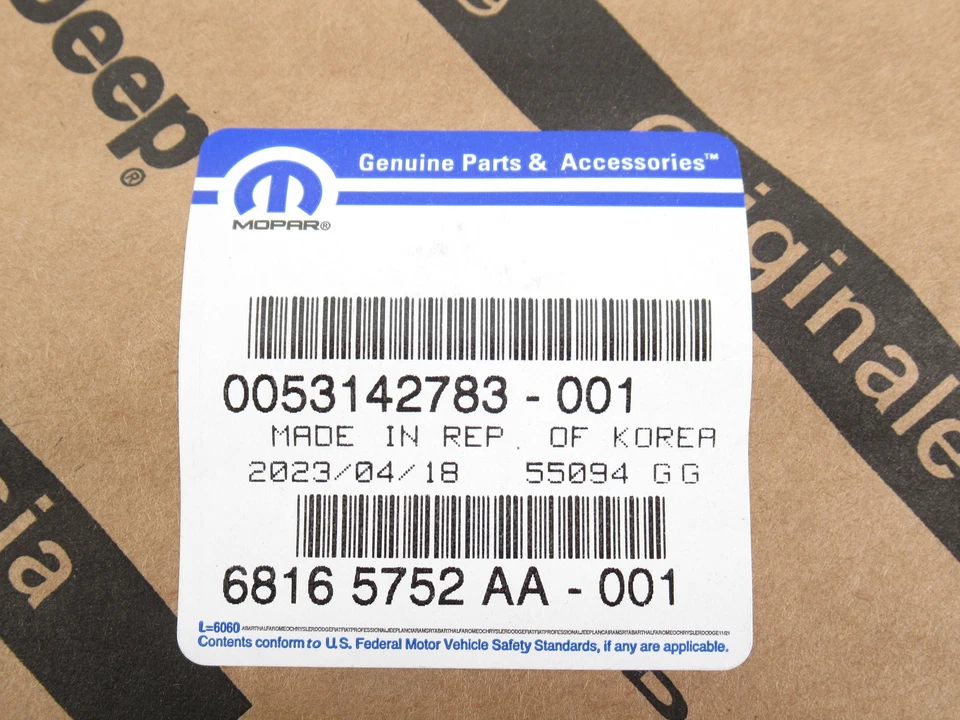 Jeep®
Originale
cia
Genuine Parts & Accessories™
MOPAR®
0053142783 - 001
MADE IN REP. OF KOREA
2023/04/18 55094 GG
6816 5752 AA - 001
L=6060
Contents conform to U.S. Federal Motor Vehicle Safety Standards, if any are applicable.